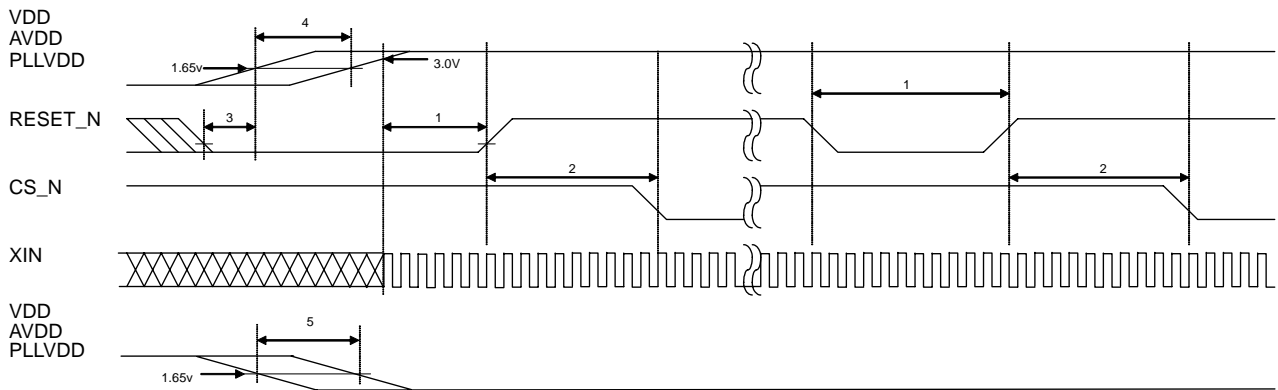 VDD
AVDD
PLLVDD
4
1.65v
3.0V
RESET_N
3
1
1
CS_N
2
2
XIN
VDD
AVDD
PLLVDD
5
1.65v